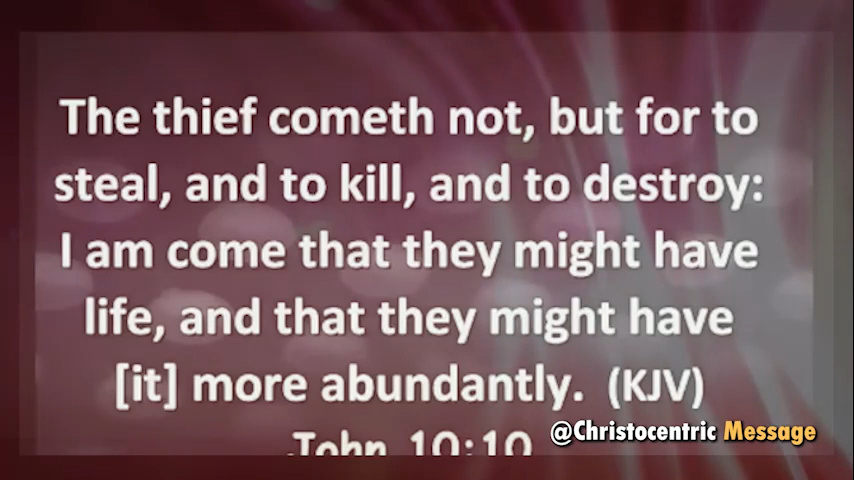 The thief cometh not, but for to
steal, and to kill, and to destroy:
I am come that they might have
life, and that they might have
[it] more abundantly. (KJV)
John 10:10
@Christocentric Message